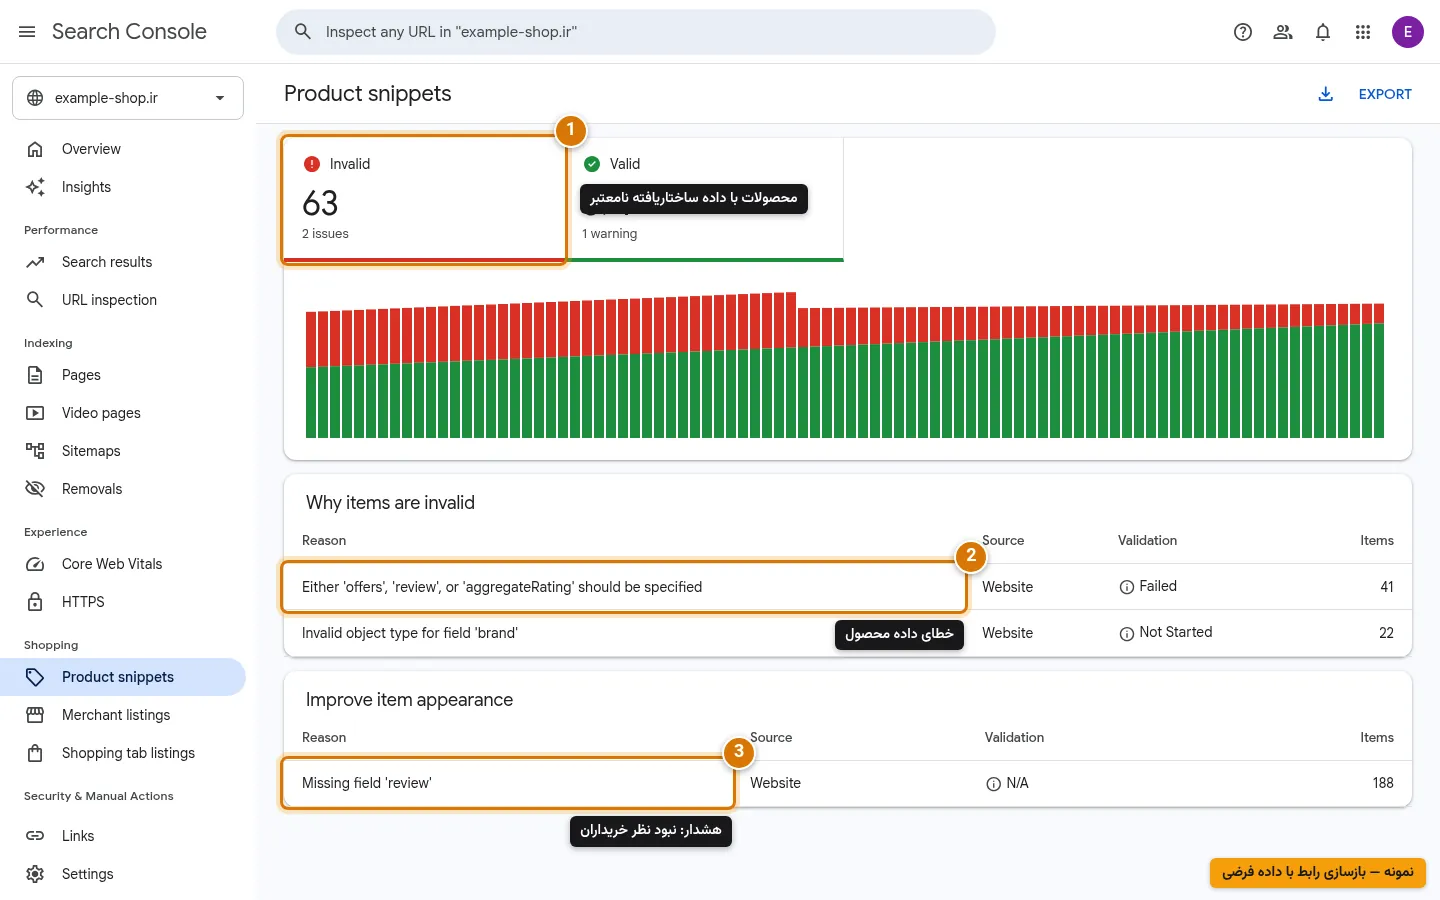 Search Console
Inspect any URL in "example-shop.ir"
E
example-shop.ir
Overview
Insights
Performance
Search results
URL inspection
Indexing
Pages
Video pages
Sitemaps
Removals
Experience
Core Web Vitals
HTTPS
Shopping
Product snippets
Merchant listings
Shopping tab listings
Security & Manual Actions
Links
Settings
Product snippets
EXPORT
1
Invalid
63
2 issues
Valid
محصولات با داده ساختاریافته نامعتبر
1 warning
Why items are invalid
Reason Source Validation Items
2
Either 'offers', 'review', or 'aggregateRating' should be specified Website Failed 41
Invalid object type for field 'brand' Website Not Started 22
خطای داده محصول
Improve item appearance
Reason Source Validation Items
3
Missing field 'review' Website N/A 188
هشدار: نبود نظر خریداران
نمونه – بازسازی رابط با داده فرضی